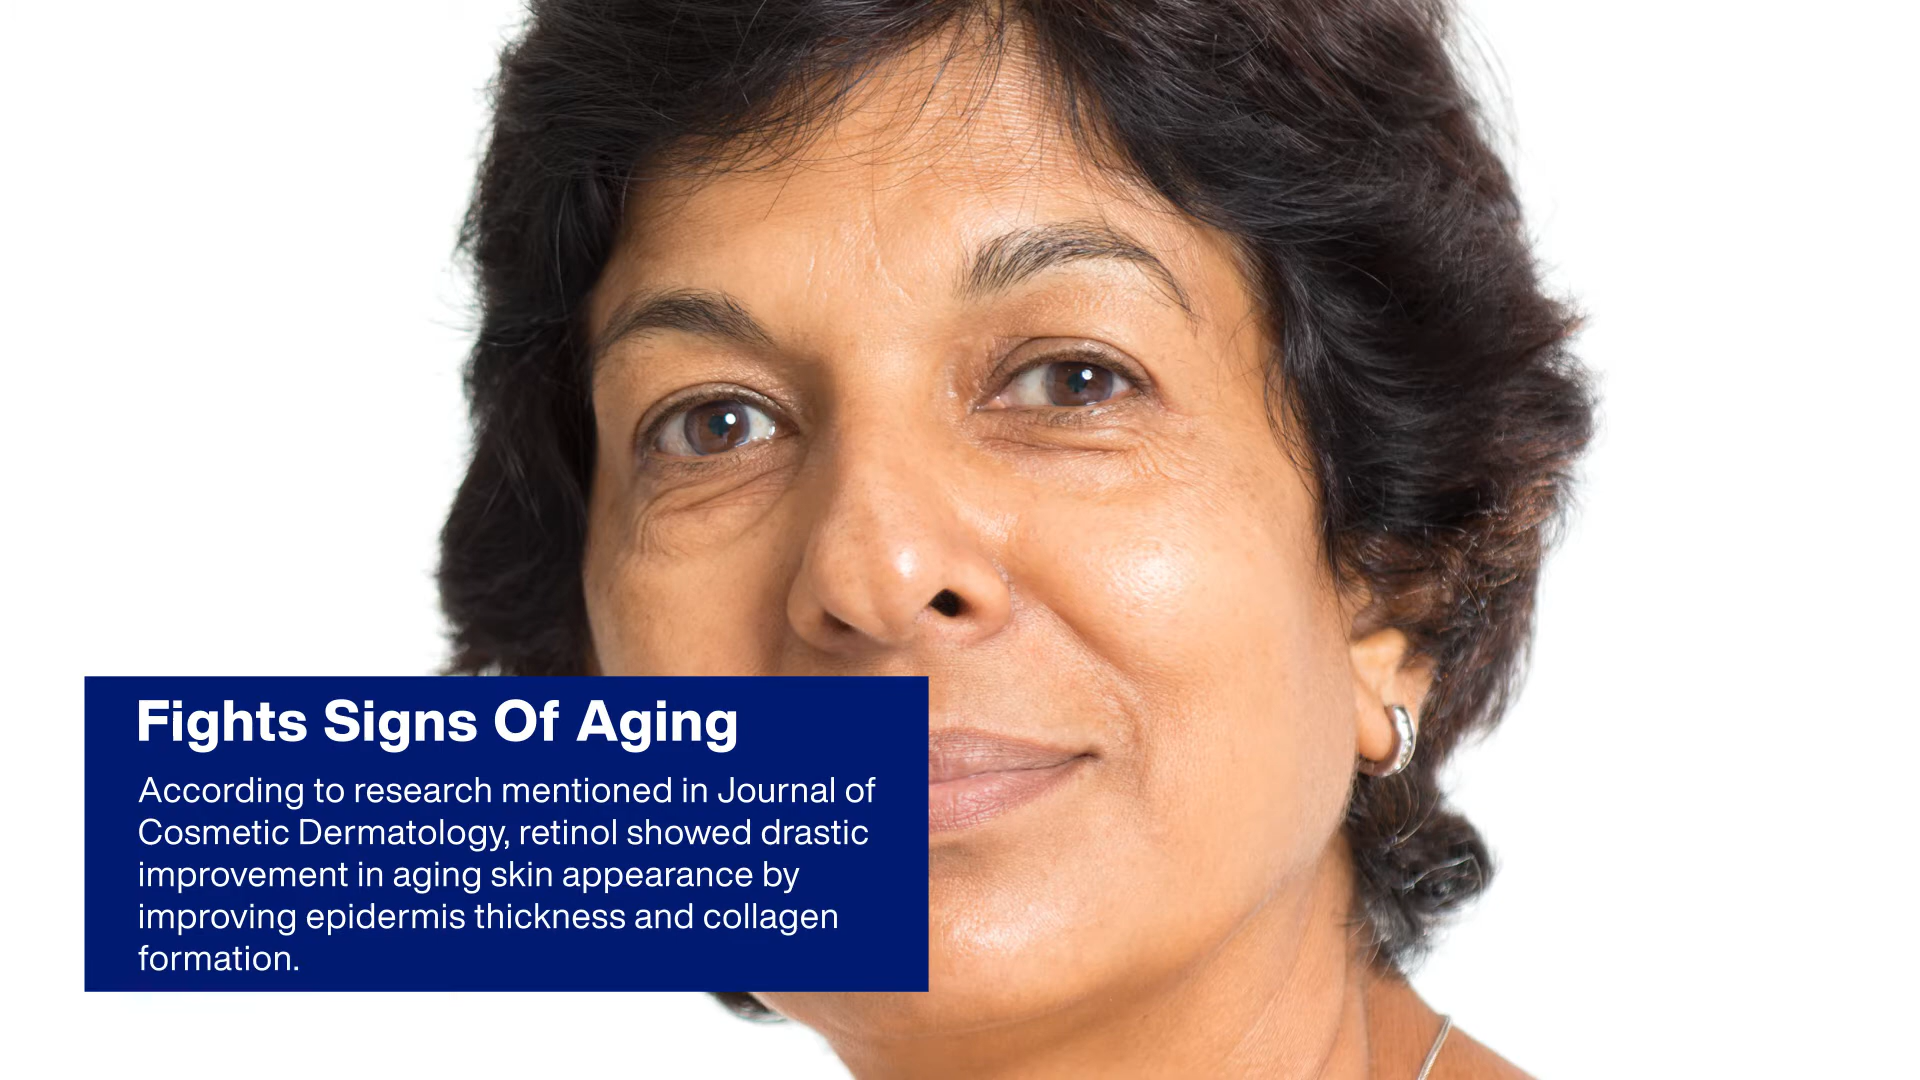 Fights Signs Of Aging
According to research mentioned in Journal of
Cosmetic Dermatology, retinol showed drastic
improvement in aging skin appearance by
improving epidermis thickness and collagen
formation.